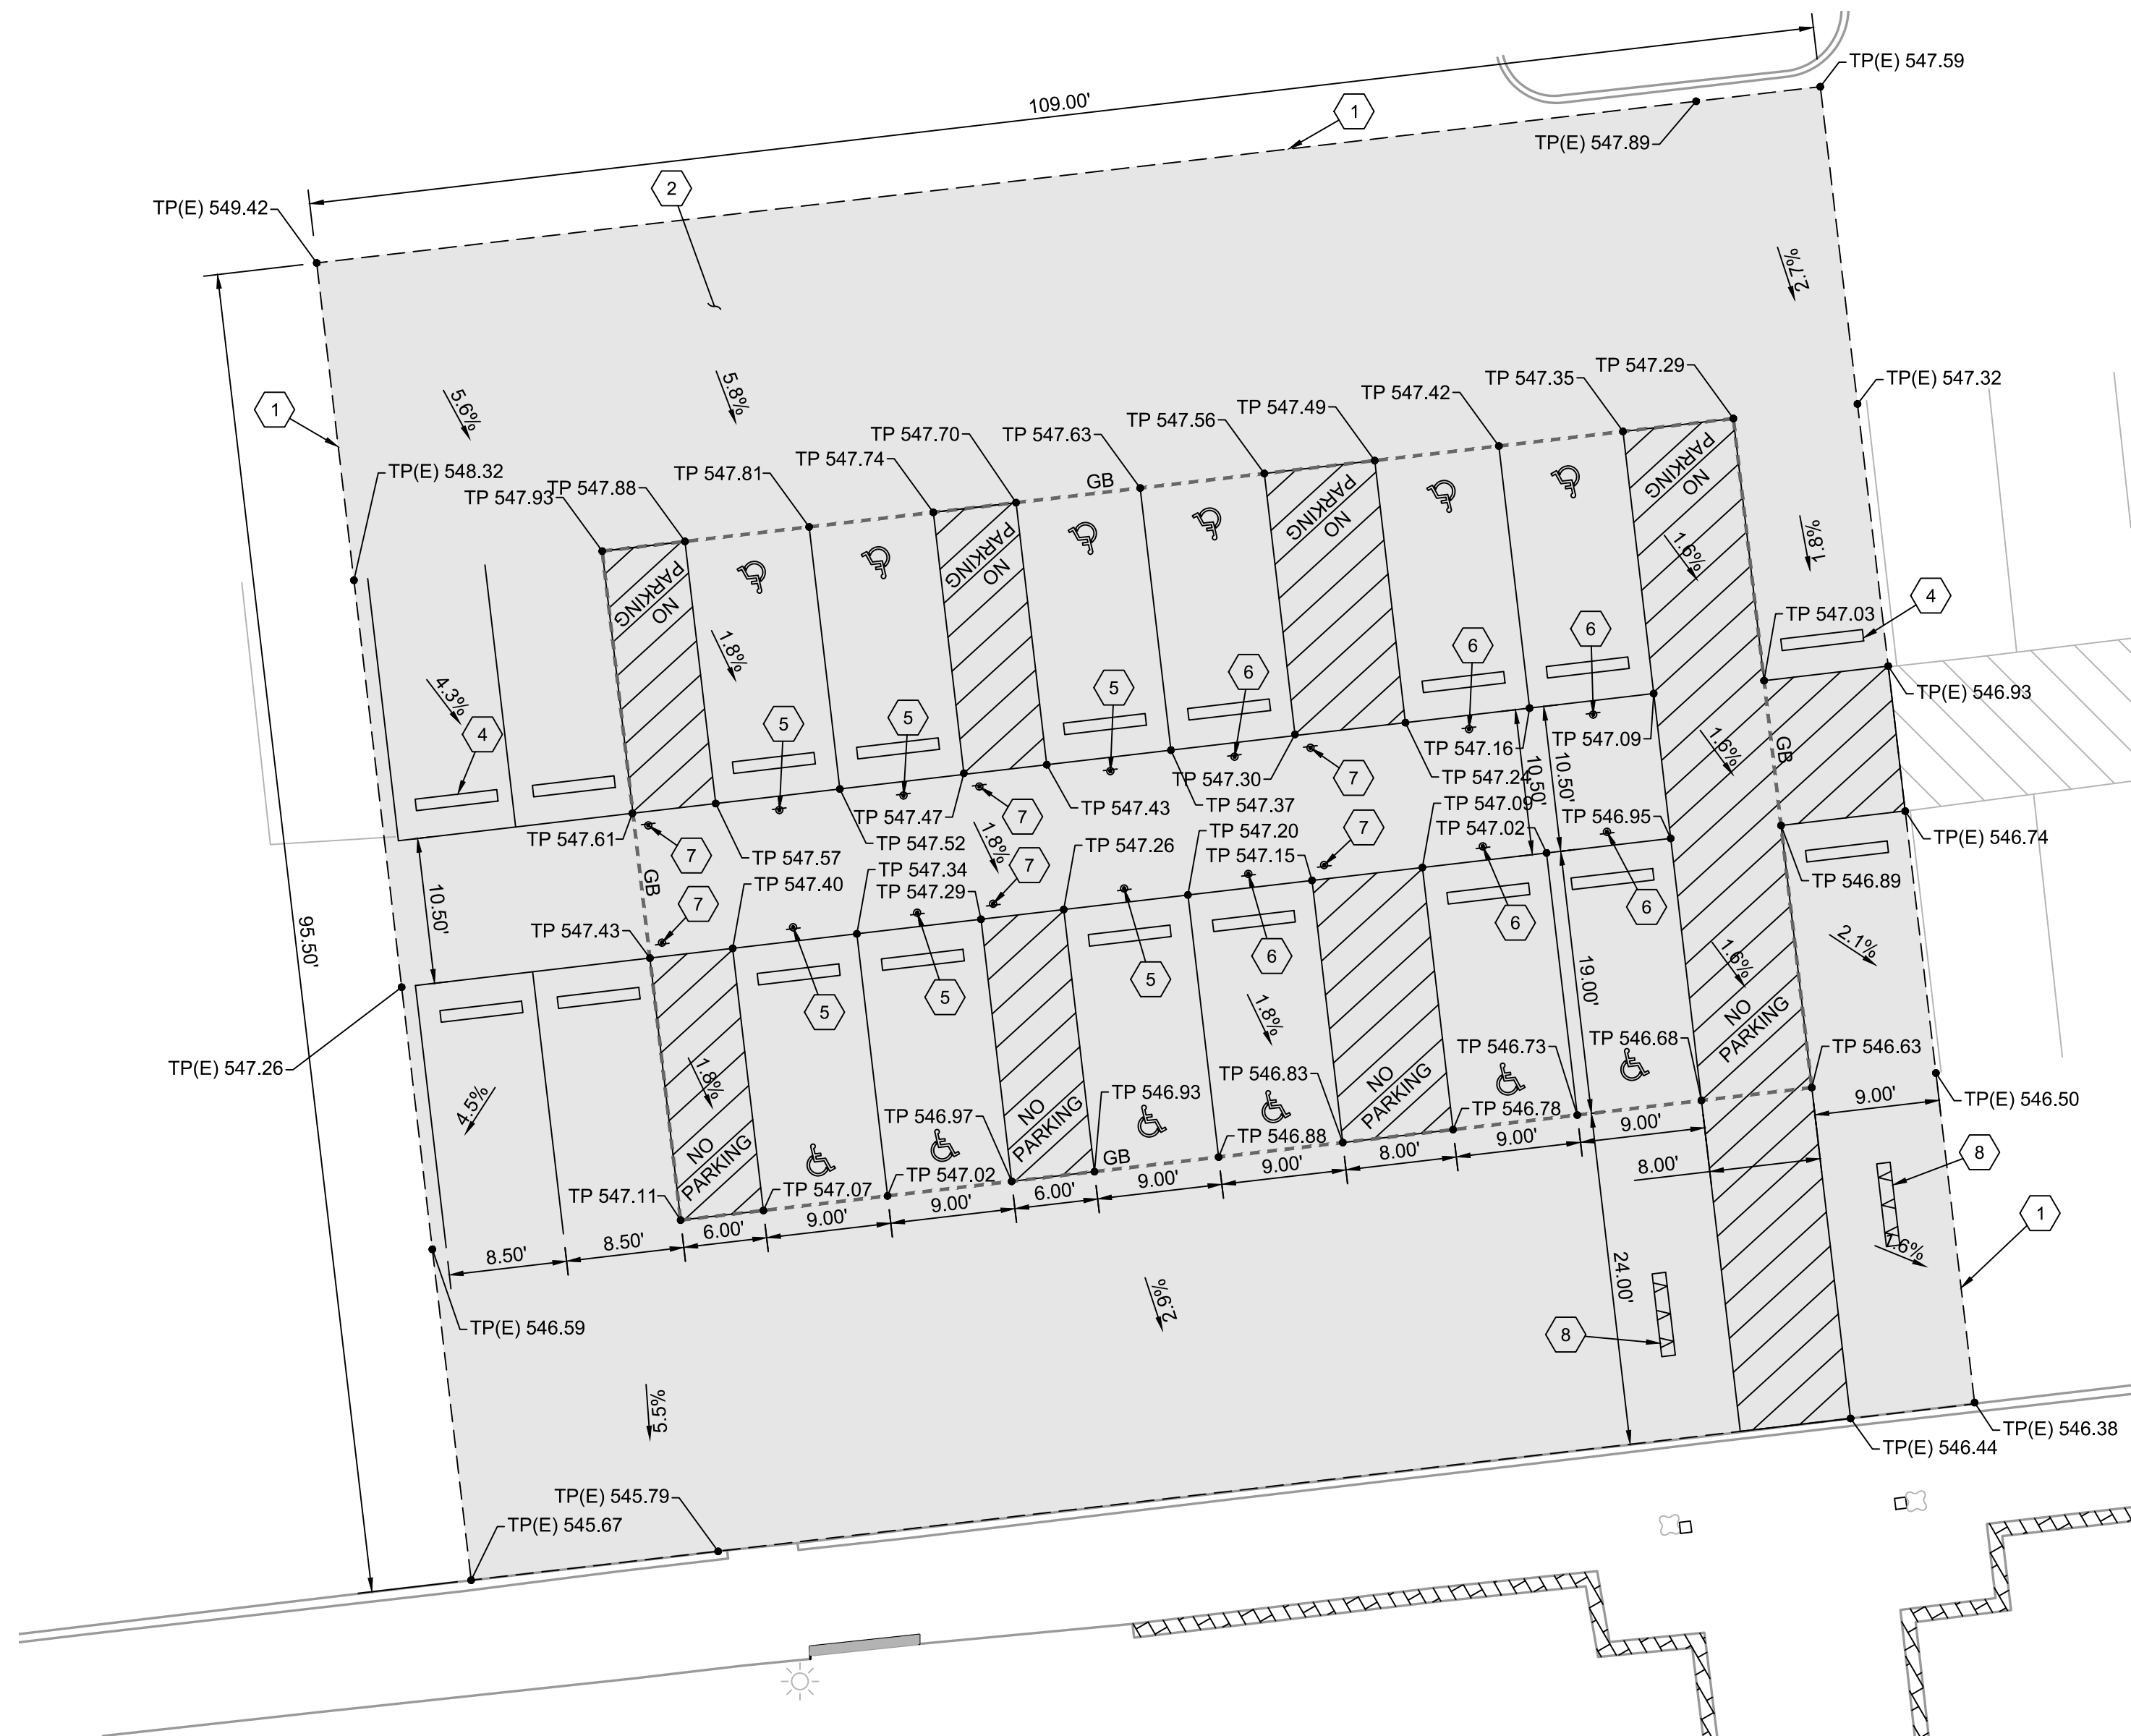 TP(E) 547.59
109.00'
1
TP(E) 547.89
2
TP(E) 549.42
2.7%
TP 547.29
TP 547.35
TP(E) 547.32
5.8%
5.6%
TP 547.42
1
TP 547.49
TP 547.56
TP 547.63
TP 547.70
GB
TP 547.74
TP(E) 548.32
TP 547.81
TP 547.88
TP 547.93
NO PARKING
NO PARKING
NO PARKING
NO PARKING
1.6%
1.8%
4
TP 547.03
1.8%
6
6
6
5
5
5
4.3%
4
TP(E) 546.93
TP 547.16
TP 547.09
GB
1.6%
7
TP 547.30
TP 547.24
10.50'
10.50'
TP 547.37
TP 547.43
TP 547.47
7
TP 547.09
TP 547.02
TP 546.95
TP(E) 546.74
TP 547.61
TP 547.52
7
TP 547.20
TP 547.26
TP 547.15
7
TP 547.57
1.8%
TP 547.34
7
TP 546.89
GB
TP 547.40
TP 547.29
10.50'
7
6
6
5
5
5
6
TP 547.43
95.50'
19.00'
1.6%
2.1%
1.8%
NO PARKING
TP 546.73
TP 546.68
TP 546.63
TP(E) 547.26
1.8%
4.5%
TP 546.83
TP 546.93
TP 546.97
NO PARKING
NO PARKING
NO PARKING
TP 546.78
TP 546.88
9.00'
TP(E) 546.50
GB
9.00'
9.00'
8.00'
8
TP 547.02
TP 547.07
TP 547.11
8.00'
9.00'
9.00'
6.00'
9.00'
9.00'
6.00'
8.50'
8.50'
1
7.6%
24.00'
2.9%
TP(E) 546.59
8
5.5%
TP(E) 546.38
TP(E) 546.44
TP(E) 545.79
TP(E) 545.67